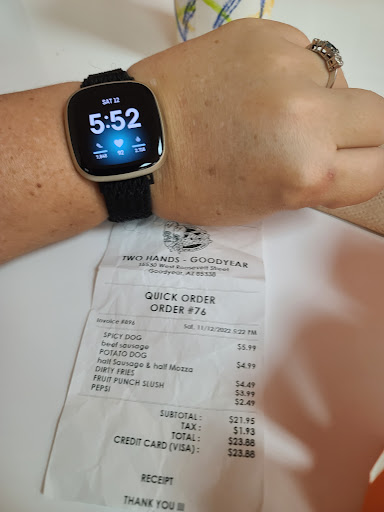 SAT 12
5:52
92
TWO HANDS - GOODYEAR
Goodyear, AZ 85338
QUICK ORDER
ORDER #76
Invoice #896 Sat, 11/12/2022 5:22 PM
SPICY DOG $5.99
beef sausage
POTATO DOG $4.99
half Sausage & half Mozza
DIRTY FRIES $4.49
FRUIT PUNCH SLUSH $3.99
PEPSI $2.49
SUBTOTAL: $21.95
TAX: $1.93
TOTAL: $23.88
CREDIT CARD (VISA): $23.88
RECEIPT
THANK YOU !!!